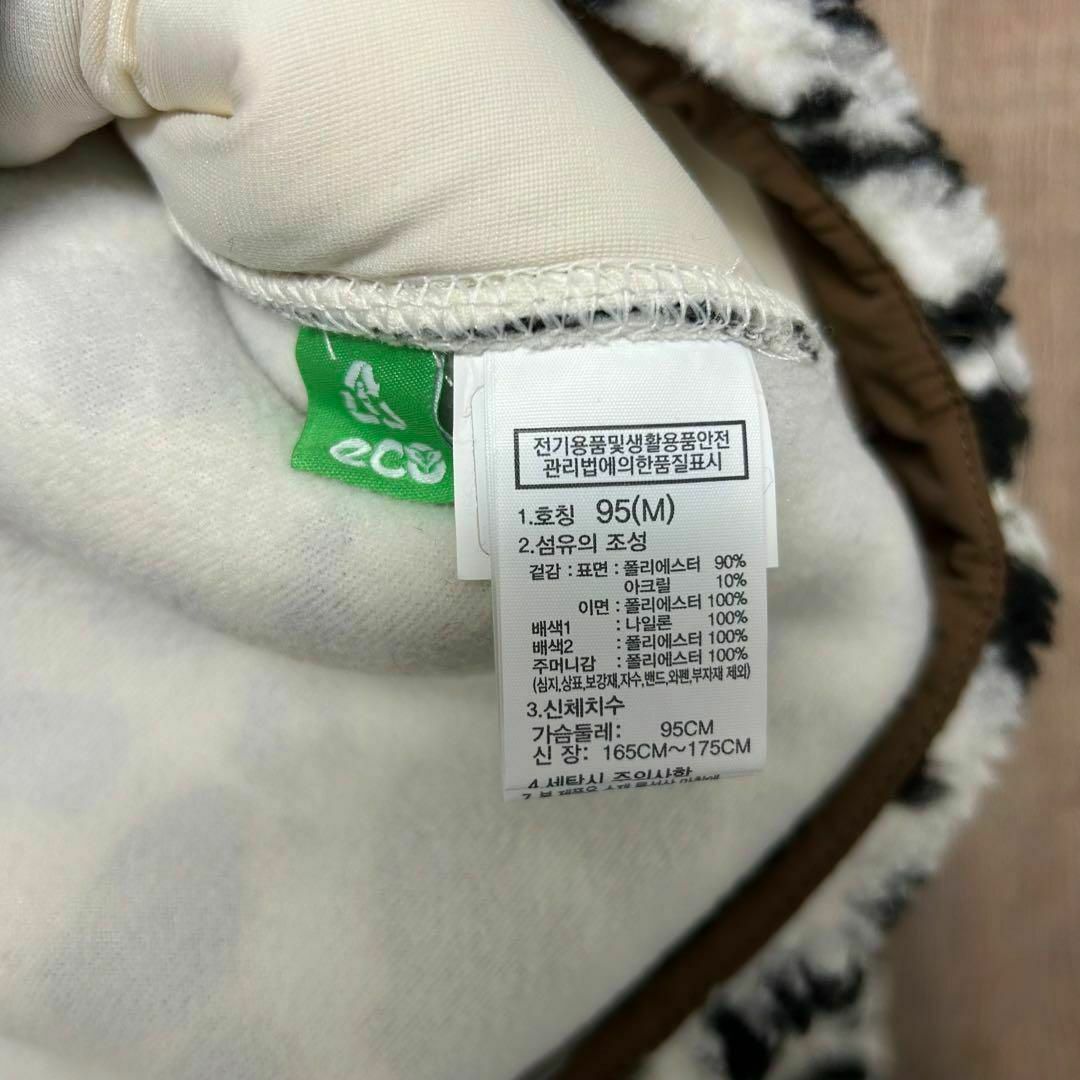 eco
전기용품및생활용품안전
관리법에의한품질표시
1.호칭 95(M)
2.섬유의 조성
겉감 : 표면 : 폴리에스터 90%
아크릴 10%
이면 : 폴리에스터 100%
배색1 : 나일론 100%
배색2 : 폴리에스터 100%
주머니감 : 폴리에스터 100%
(심지,상표,보강재,자수,밴드,와펜,부자재 제외)
3.신체치수
가슴둘레: 95CM
신 장: 165CM~175CM
4.세탁시 주의사항